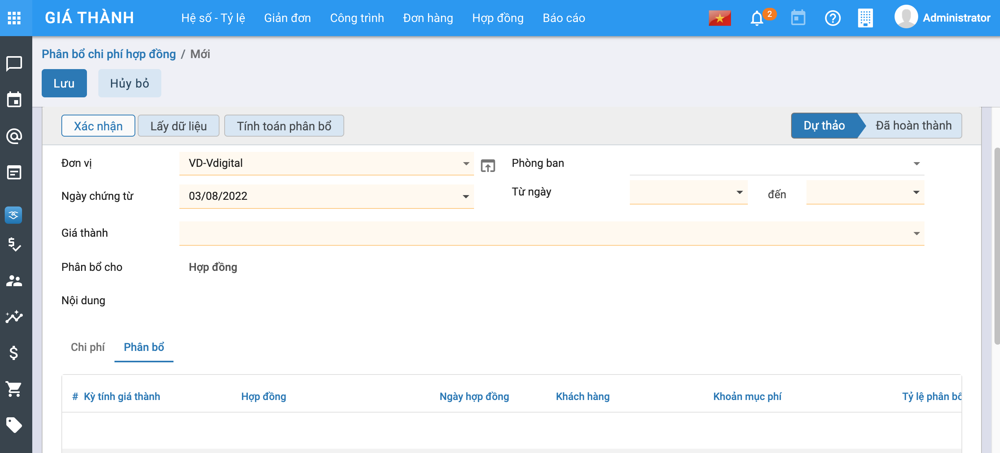 GIÁ THÀNH Hệ số - Tỷ lệ Giản đơn Công trình Đơn hàng Hợp đồng Báo cáo 2 Administrator
Phân bổ chi phí hợp đồng / Mới
Lưu Hủy bỏ
Xác nhận Lấy dữ liệu Tính toán phân bổ Dự thảo Đã hoàn thành
Đơn vị VD-Vdigital Phòng ban
Ngày chứng từ 03/08/2022 Từ ngày đến
Giá thành
Phân bổ cho Hợp đồng
Nội dung
Chi phí Phân bổ
# Kỳ tính giá thành Hợp đồng Ngày hợp đồng Khách hàng Khoản mục phí Tỷ lệ phân bổ